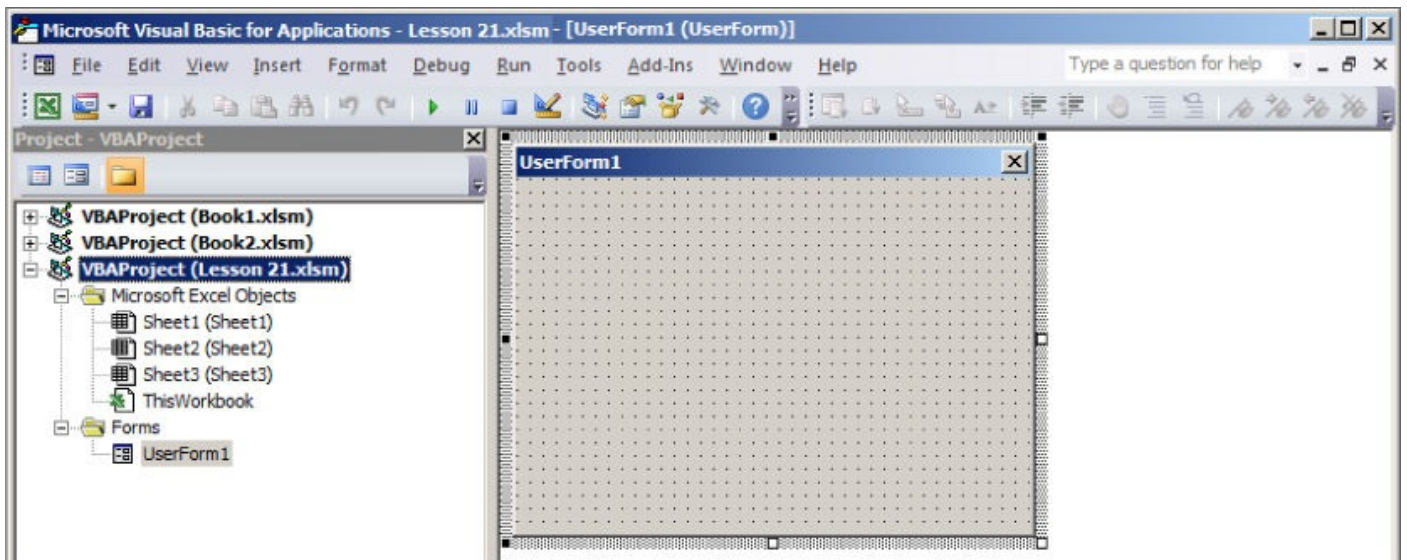 Microsoft Visual Basic for Applications - Lesson 21.xlsm - [UserForm1 (UserForm)]
File Edit View Insert Format Debug Run Tools Add-Ins Window Help Type a question for help
Project - VBAProject
UserForm1
VBAProject (Book1.xlsm)
VBAProject (Book2.xlsm)
VBAProject (Lesson 21.xlsm)
Microsoft Excel Objects
Sheet1 (Sheet1)
Sheet2 (Sheet2)
Sheet3 (Sheet3)
ThisWorkbook
Forms
UserForm1